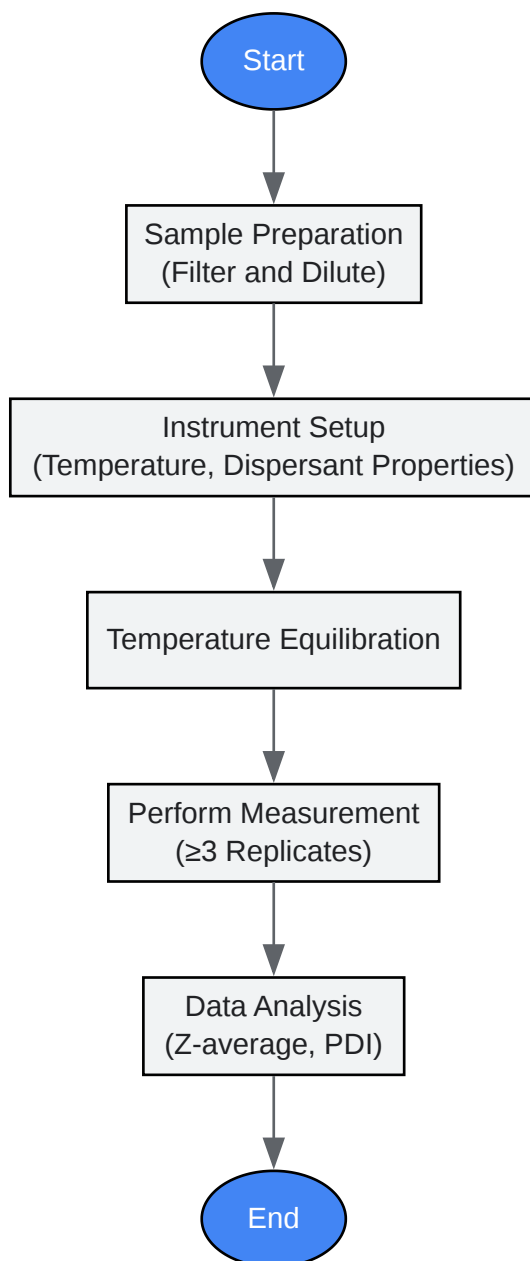 Start
Sample Preparation
(Filter and Dilute)
Instrument Setup
(Temperature, Dispersant Properties)
Temperature Equilibration
Perform Measurement
(≥3 Replicates)
Data Analysis
(Z-average, PDI)
End